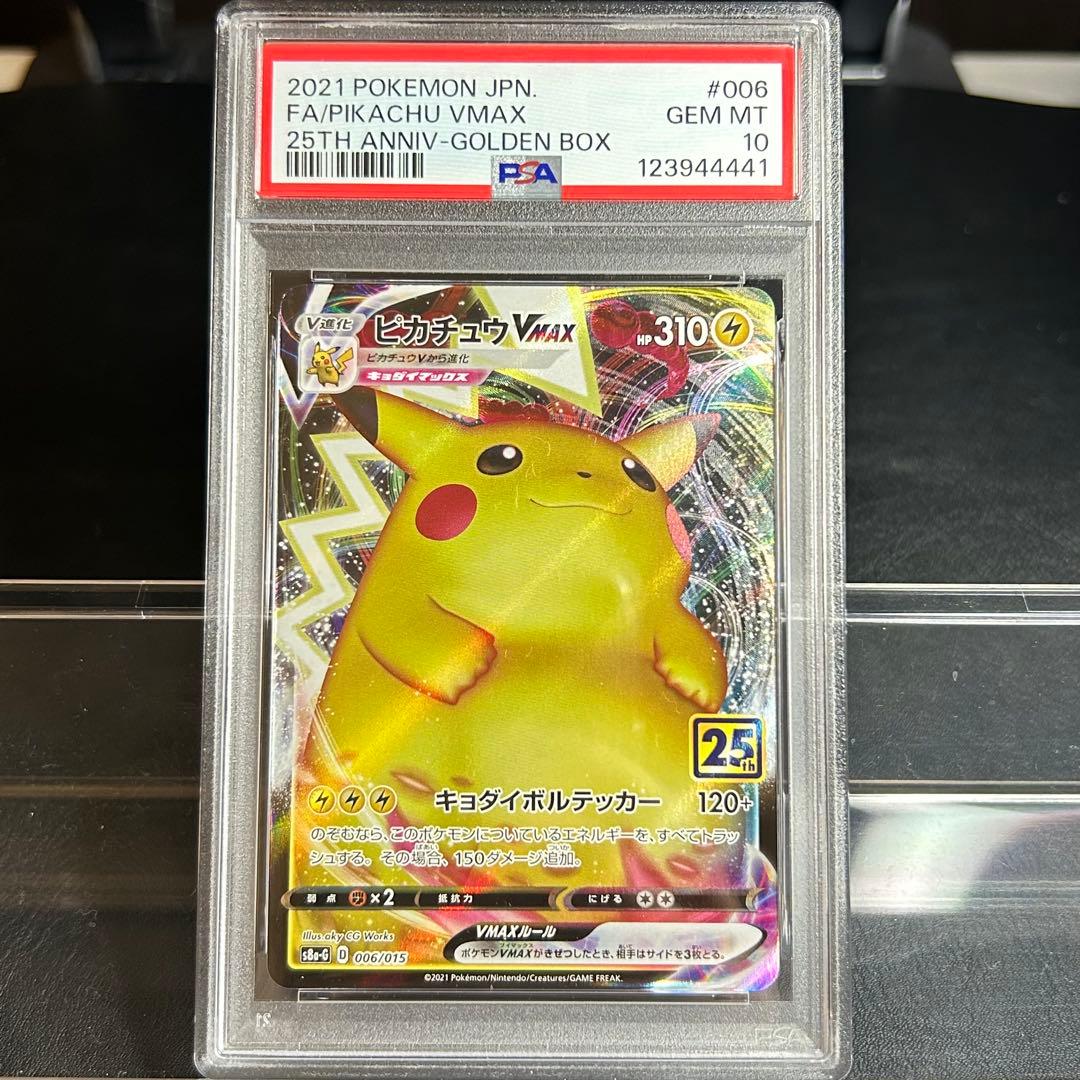 2021 POKEMON JPN. #006
FA/PIKACHU VMAX GEM MT
25TH ANNIV-GOLDEN BOX 10
PSA 123944441
V進化 ピカチュウVMAX HP310
ピカチュウVから進化
キョダイマックス
25th
キョダイボルテッカー 120+
のぞむなら、このポケモンについているエネルギーを、すべてトラッ
シュする。その場合、150ダメージ追加。
弱点 ×2 抵抗力 にげる
Illus.aky CG Works
VMAXルール
ポケモンVMAXがきぜつしたとき、相手はサイドを3枚とる。
s8a-G D 006/015
©2021 Pokémon/Nintendo/Creatures/GAME FREAK.